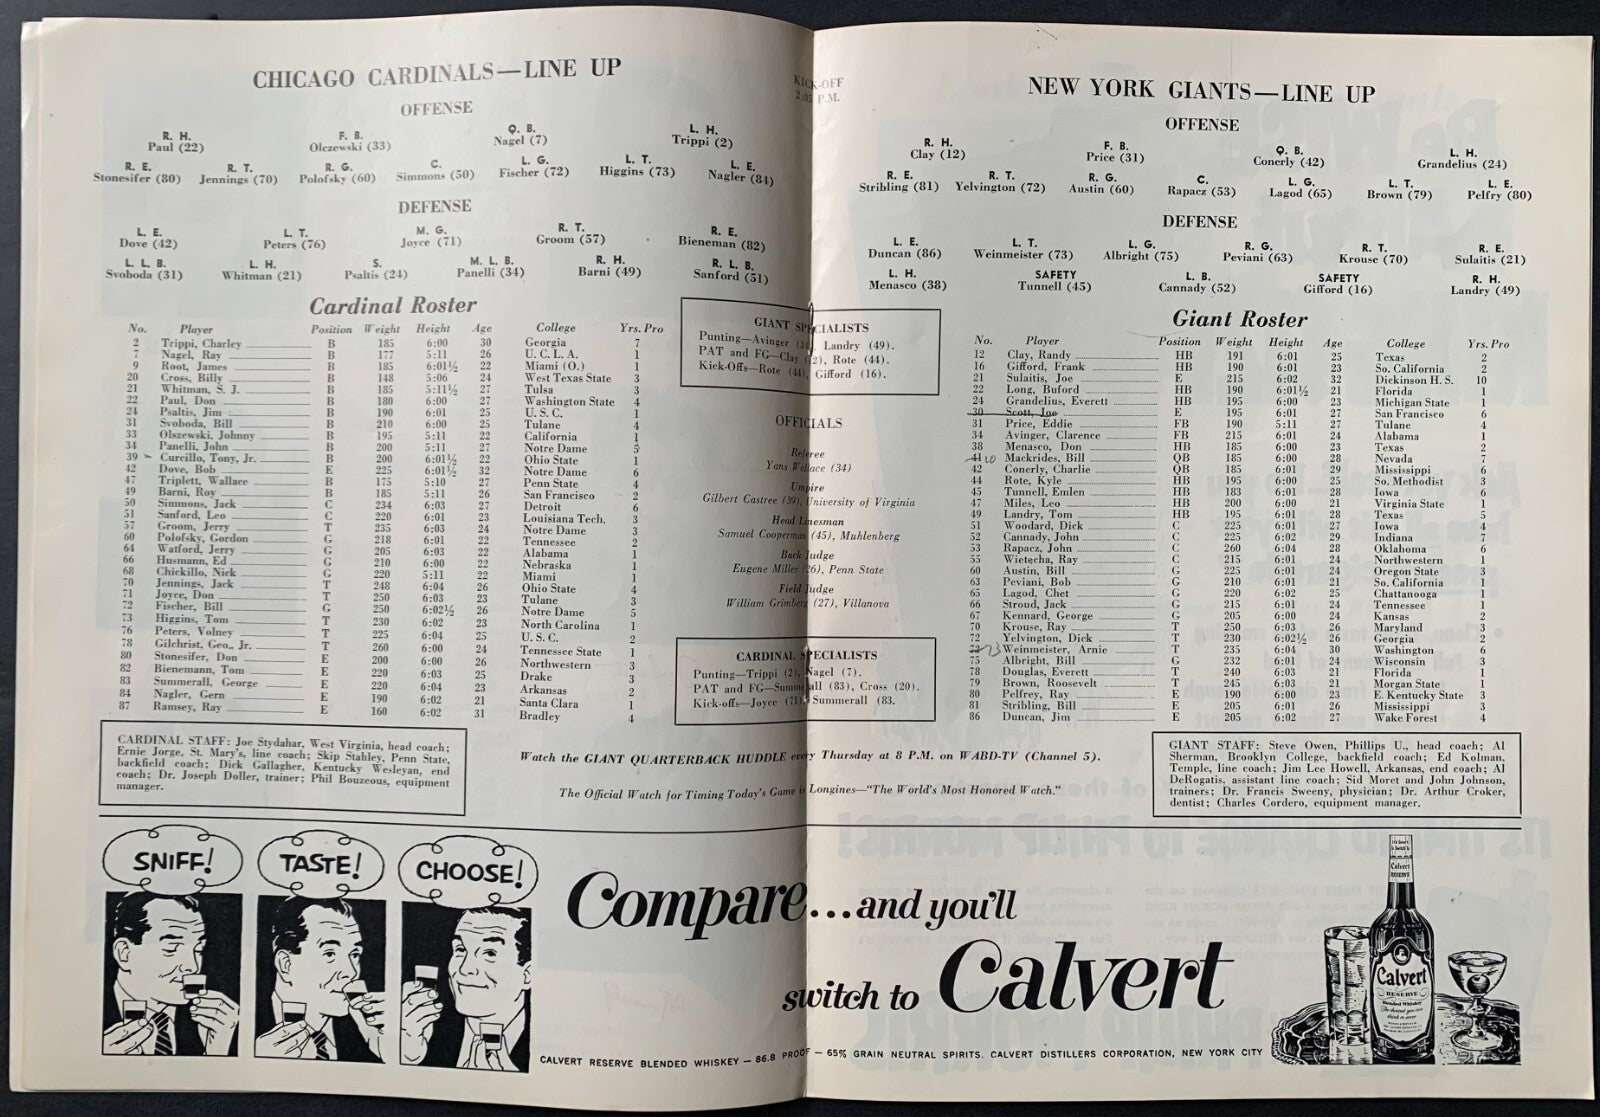 CHICAGO CARDINALS—LINE UP
OFFENSE
R. H. F. B. Q. B. L. H.
Paul (22) Olczewski (33) Nagel (7) Trippi (2)
R. E. R. T. R. G. C. L. G. L. T. L. E.
Stonesifer (80) Jennings (70) Polofsky (60) Simmons (50) Fischer (72) Higgins (73) Nagler (84)
DEFENSE
L. E. L. T. M. G. R. T. R. E.
Dove (42) Peters (76) Joyce (71) Groom (57) Bieneman (82)
L. L. B. L. H. S. M. L. B. R. H. R. L. B.
Svoboda (31) Whitman (21) Psaltis (24) Panelli (34) Barni (49) Sanford (51)
Cardinal Roster
No. Player Position Weight Height Age College Yrs. Pro
2 Trippi, Charley B 185 6:00 30 Georgia 7
7 Nagel, Ray B 177 5:11 26 U. C. L. A. 1
9 Root, James B 185 6:01½ 22 Miami (O.) 1
20 Cross, Billy B 148 5:06 24 West Texas State 3
21 Whitman, S. J. B 185 5:11½ 27 Tulsa 3
22 Paul, Don B 180 6:00 27 Washington State 4
24 Psaltis, Jim B 190 6:01 25 U. S. C. 1
31 Svoboda, Bill B 210 6:00 25 Tulane 4
33 Olszewski, Johnny B 195 5:11 22 California 1
34 Panelli, John B 200 5:11 27 Notre Dame 5
39 Curcillo, Tony, Jr. B 200 6:01½ 22 Ohio State 1
42 Dove, Bob E 225 6:01½ 32 Notre Dame 6
47 Triplett, Wallace B 175 5:10 27 Penn State 4
49 Barni, Roy B 185 5:11 26 San Francisco 2
50 Simmons, Jack C 234 6:03 27 Detroit 6
51 Sanford, Leo C 220 6:01 23 Louisiana Tech. 3
57 Groom, Jerry T 235 6:03 24 Notre Dame 3
60 Polofsky, Gordon G 218 6:01 22 Tennessee 2
64 Watford, Jerry G 205 6:03 22 Alabama 1
66 Husmann, Ed G 210 6:00 22 Nebraska 1
68 Chickillo, Nick G 220 5:11 22 Miami 1
70 Jennings, Jack T 248 6:04 26 Ohio State 4
71 Joyce, Don T 250 6:03 23 Tulane 3
72 Fischer, Bill G 250 6:02½ 26 Notre Dame 5
73 Higgins, Tom T 230 6:02 23 North Carolina 1
76 Peters, Volney T 225 6:04 25 U. S. C. 2
78 Gilchrist, Geo., Jr. T 260 6:00 24 Tennessee State 1
80 Stonesifer, Don E 200 6:00 26 Northwestern 3
82 Bienemann, Tom E 220 6:03 25 Drake 3
83 Summerall, George E 220 6:04 23 Arkansas 2
84 Nagler, Gern E 190 6:02 21 Santa Clara 1
87 Ramsey, Ray E 160 6:02 31 Bradley 4
CARDINAL STAFF: Joe Stydahar, West Virginia, head coach;
Ernie Jorge, St. Mary's, line coach; Skip Stahley, Penn State,
backfield coach; Dick Gallagher, Kentucky Wesleyan, end
coach; Dr. Joseph Doller, trainer; Phil Bouzeous, equipment
manager.
KICK-OFF
2:05 P.M.
GIANT SPECIALISTS
Punting—Avinger (34), Landry (49).
PAT and FG—Clay (12), Rote (44).
Kick-Offs—Rote (44), Gifford (16).
OFFICIALS
Referee
Yans Wallace (34)
Umpire
Gilbert Castree (39), University of Virginia
Head Linesman
Samuel Cooperman (45), Muhlenberg
Back Judge
Eugene Miller (26), Penn State
Field Judge
William Grimberg (27), Villanova
CARDINAL SPECIALISTS
Punting—Trippi (2), Nagel (7).
PAT and FG—Summerall (83), Cross (20).
Kick-offs—Joyce (71), Summerall (83.
Watch the GIANT QUARTERBACK HUDDLE every Thursday at 8 P.M. on WABD-TV (Channel 5).
The Official Watch for Timing Today's Game is Longines—"The World's Most Honored Watch."
NEW YORK GIANTS—LINE UP
OFFENSE
R. H. F. B. Q. B. L. H.
Clay (12) Price (31) Conerly (42) Grandelius (24)
R. E. R. T. R. G. C. L. G. L. T. L. E.
Stribling (81) Yelvington (72) Austin (60) Rapacz (53) Lagod (65) Brown (79) Pelfry (80)
DEFENSE
L. E. L. T. L. G. R. G. R. T. R. E.
Duncan (86) Weinmeister (73) Albright (75) Peviani (63) Krouse (70) Sulaitis (21)
L. H. SAFETY L. B. SAFETY R. H.
Menasco (38) Tunnell (45) Cannady (52) Gifford (16) Landry (49)
Giant Roster
No. Player Position Weight Height Age College Yrs. Pro
12 Clay, Randy HB 191 6:01 25 Texas 2
16 Gifford, Frank HB 190 6:01 23 So. California 2
21 Sulaitis, Joe E 215 6:02 32 Dickinson H. S. 10
22 Long, Buford HB 190 6:01½ 21 Florida 1
24 Grandelius, Everett HB 195 6:00 23 Michigan State 1
30 Scott, Joe E 195 6:01 27 San Francisco 6
31 Price, Eddie FB 190 5:11 27 Tulane 4
34 Avinger, Clarence FB 215 6:01 24 Alabama 1
38 Menasco, Don HB 185 6:00 23 Texas 2
41 10 Mackrides, Bill QB 195 6:00 28 Nevada 7
42 Conerly, Charlie QB 185 6:01 29 Mississippi 6
44 Rote, Kyle HB 195 6:00 25 So. Methodist 3
45 Tunnell, Emlen HB 183 6:01 28 Iowa 6
47 Miles, Leo HB 200 6:00 21 Virginia State 1
49 Landry, Tom HB 195 6:01 28 Texas 5
51 Woodard, Dick C 225 6:01 27 Iowa 4
52 Cannady, John C 225 6:02 29 Indiana 7
53 Rapacz, John C 260 6:04 28 Oklahoma 6
55 Wietecha, Ray C 215 6:01 24 Northwestern 1
60 Austin, Bill G 225 6:01 24 Oregon State 3
63 Peviani, Bob G 210 6:01 21 So. California 1
65 Lagod, Chet G 220 6:02 25 Chattanooga 1
66 Stroud, Jack G 215 6:01 24 Tennessee 1
67 Kennard, George G 205 6:00 24 Kansas 2
70 Krouse, Ray T 250 6:03 26 Maryland 3
72 Yelvington, Dick T 230 6:02½ 26 Georgia 2
73 Weinmeister, Arnie T 235 6:04 30 Washington 6
75 Albright, Bill G 232 6:01 24 Wisconsin 3
78 Douglas, Everett T 240 6:03 21 Florida 1
79 Brown, Roosevelt T 245 6:03 21 Morgan State 1
80 Pelfrey, Ray E 190 6:00 23 E. Kentucky State 3
81 Stribling, Bill E 205 6:01 26 Mississippi 3
86 Duncan, Jim E 205 6:02 27 Wake Forest 4
GIANT STAFF: Steve Owen, Phillips U., head coach; Al
Sherman, Brooklyn College, backfield coach; Ed Kolman,
Temple, line coach; Jim Lee Howell, Arkansas, end coach; Al
DeRogatis, assistant line coach; Sid Moret and John Johnson,
trainers; Dr. Francis Sweeny, physician; Dr. Arthur Croker,
dentist; Charles Cordero, equipment manager.
SNIFF!
TASTE!
CHOOSE!
Compare...and you'll
switch to Calvert
CALVERT RESERVE BLENDED WHISKEY — 86.8 PROOF — 65% GRAIN NEUTRAL SPIRITS. CALVERT DISTILLERS CORPORATION, NEW YORK CITY
Calvert
RESERVE
Calvert
RESERVE
Blended Whiskey